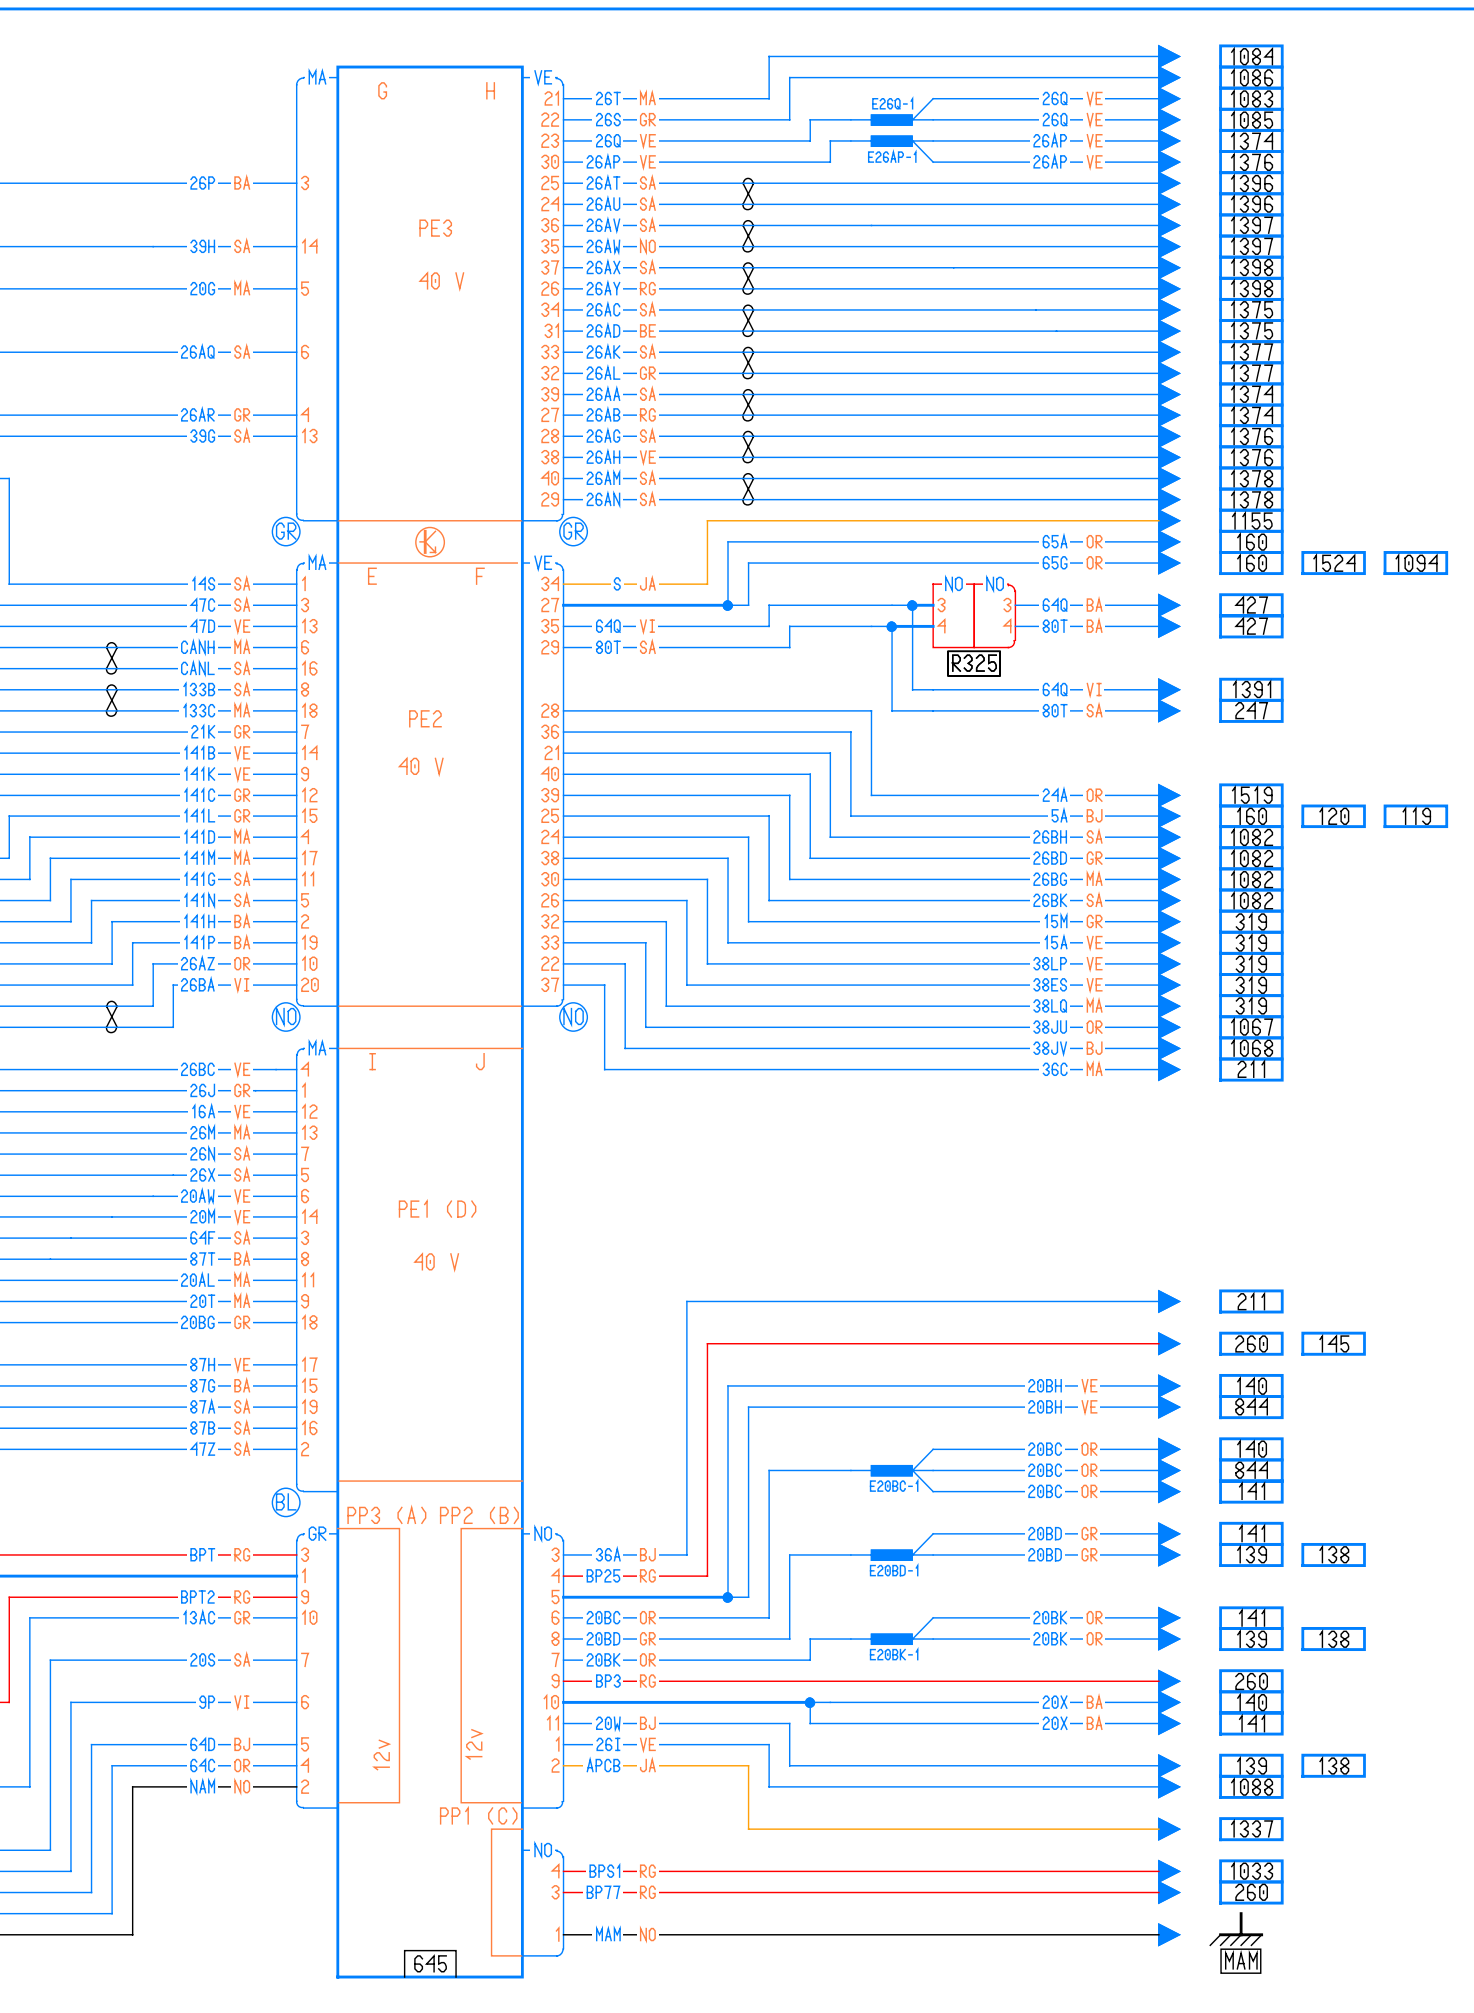 1084
MA G H VE 1086
21 26T MA E26Q-1 26Q VE 1083
22 26S GR 26Q VE 1085
23 26Q VE 26AP VE 1374
30 26AP VE E26AP-1 26AP VE 1376
26P BA 3 25 26AT SA 1396
24 26AU SA 1396
PE3 36 26AV SA 1397
39H SA 14 35 26AW NO 1397
37 26AX SA 1398
20G MA 5 40 V 26 26AY RG 1398
34 26AC SA 1375
31 26AD BE 1375
26AQ SA 6 33 26AK SA 1377
32 26AL GR 1377
39 26AA SA 1374
26AR GR 4 27 26AB RG 1374
39G SA 13 28 26AG SA 1376
38 26AH VE 1376
40 26AM SA 1378
29 26AN SA 1378
1155
GR K GR 65A OR 160
MA VE 65G OR 160 1524 1094
14S SA 1 E F 34 S JA NO NO
47C SA 3 27 3 3 64Q BA 427
47D VE 13 35 64Q VI 4 4 80T BA 427
CANH MA 6 29 80T SA
CANL SA 16 R325
133B SA 8 64Q VI 1391
133C MA 18 PE2 28 80T SA 247
21K GR 7 36
141B VE 14 21
141K VE 9 40 V 40
141C GR 12 39 24A OR 1519
141L GR 15 25 5A BJ 160 120 119
141D MA 4 24 26BH SA 1082
141M MA 17 38 26BD GR 1082
141G SA 11 30 26BG MA 1082
141N SA 5 26 26BK SA 1082
141H BA 2 32 15M GR 319
141P BA 19 33 15A VE 319
26AZ OR 10 22 38LP VE 319
26BA VI 20 37 38ES VE 319
NO NO 38LQ MA 319
38JU OR 1067
MA I J 38JV BJ 1068
26BC VE 4 36C MA 211
26J GR 1
16A VE 12
26M MA 13
26N SA 7
26X SA 5
20AW VE 6
20M VE 14 PE1 (D)
64F SA 3
87T BA 8 40 V
20AL MA 11
20T MA 9 211
20BG GR 18
260 145
87H VE 17
87G BA 15 20BH VE 140
87A SA 19 20BH VE 844
87B SA 16
47Z SA 2 20BC OR 140
20BC OR 844
E20BC-1 20BC OR 141
BL
PP3 (A) PP2 (B)
GR NO 20BD GR 141
BPT RG 3 3 36A BJ 20BD GR 139 138
1 4 BP25 RG E20BD-1
BPT2 RG 9 5
13AC GR 10 6 20BC OR 20BK OR 141
8 20BD GR 20BK OR 139 138
20S SA 7 7 20BK OR E20BK-1
9 BP3 RG 260
9P VI 6 10 20X BA 140
11 20W BJ 20X BA 141
64D BJ 5 12v 12v 1 26I VE
64C OR 4 2 APCB JA 139 138
NAM NO 2 1088
PP1 (C) 1337
NO
4 BPS1 RG 1033
3 BP77 RG 260
1 MAM NO
645 MAM